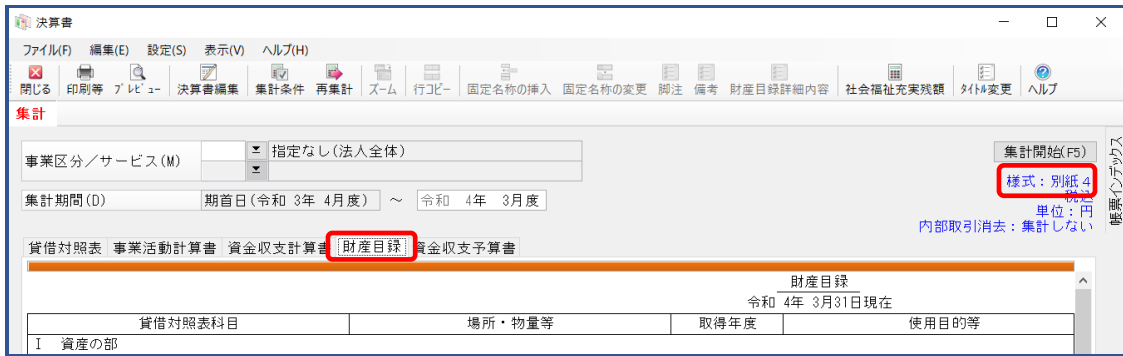 決算書
ファイル(F) 編集(E) 設定(S) 表示(V) ヘルプ(H)
閉じる 印刷等 プレビュー 決算書編集 集計条件 再集計 ズーム 行コピー 固定名称の挿入 固定名称の変更 脚注 備考 財産目録詳細内容 社会福祉充実残額 タイトル変更 ヘルプ
集計
事業区分/サービス(M) 指定なし(法人全体) 集計開始(F5)
様式:別紙4
税込
集計期間(D) 期首日(令和 3年 4月度) ~ 令和 4年 3月度
単位:円
内部取引消去:集計しない
帳票インデックス
貸借対照表 事業活動計算書 資金収支計算書 財産目録 資金収支予算書
財産目録
令和 4年 3月31日現在
貸借対照表科目 場所・物量等 取得年度 使用目的等
Ⅰ 資産の部